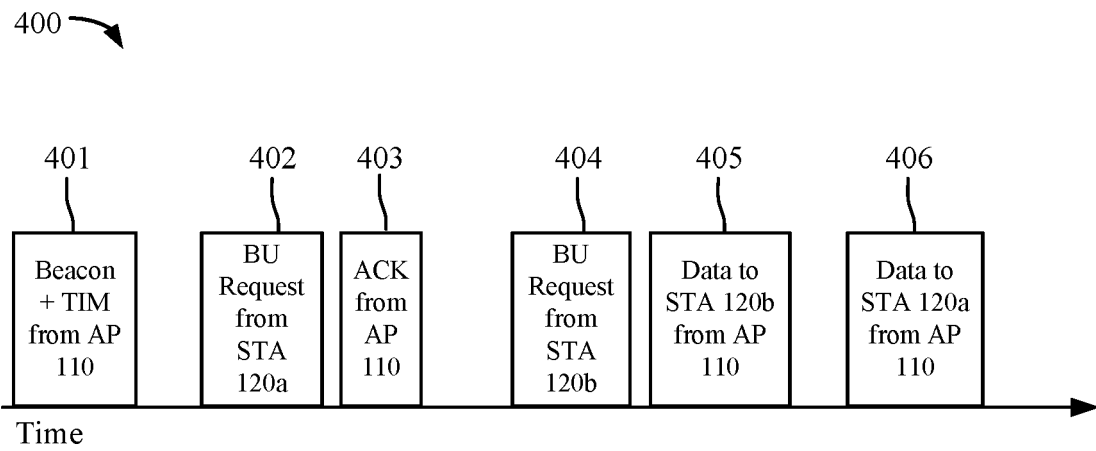 400
401
402
403
404
405
406
Beacon
+ TIM
from AP
110
BU
Request
from
STA
120a
ACK
from
AP
110
BU
Request
from
STA
120b
Data to
STA 120b
from AP
110
Data to
STA 120a
from AP
110
Time